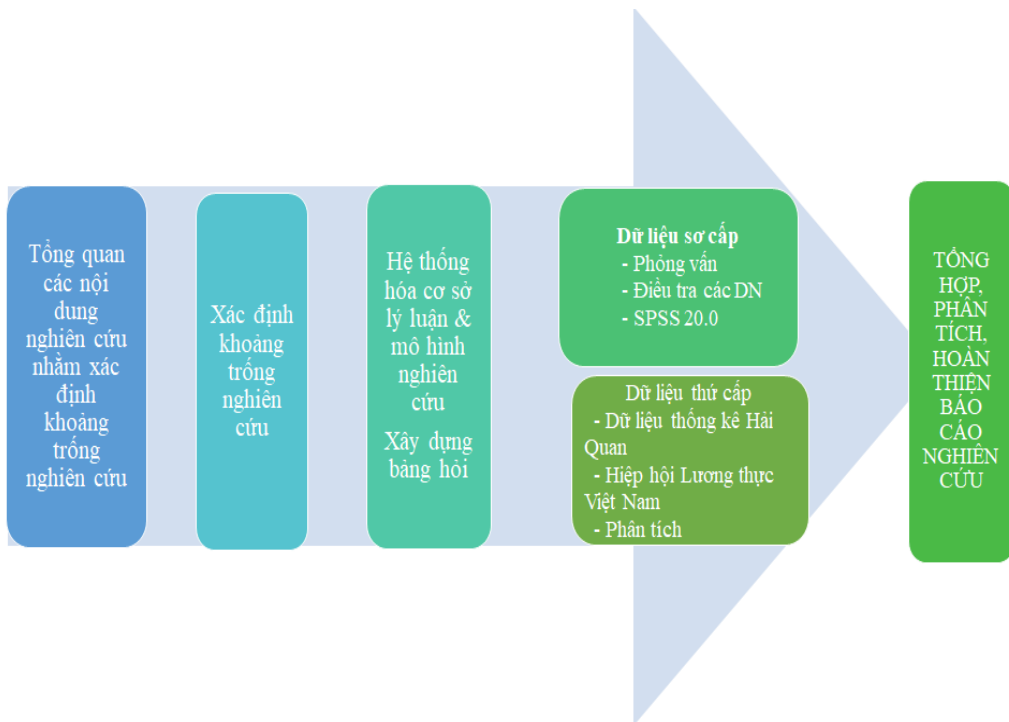 Tổng quan
các nội
dung
nghiên cứu
nhằm xác
định
khoảng
trống
nghiên cứu
Xác định
khoảng
trống
nghiên
cứu
Hệ thống
hóa cơ sở
lý luận &
mô hình
nghiên
cứu
Xây dựng
bảng hỏi
Dữ liệu sơ cấp
- Phỏng vấn
- Điều tra các DN
- SPSS 20.0
Dữ liệu thứ cấp
- Dữ liệu thống kê Hải
Quan
- Hiệp hội Lương thực
Việt Nam
- Phân tích
TỔNG
HỢP,
PHÂN
TÍCH,
HOÀN
THIỆN
BÁO
CÁO
NGHIÊN
CỨU